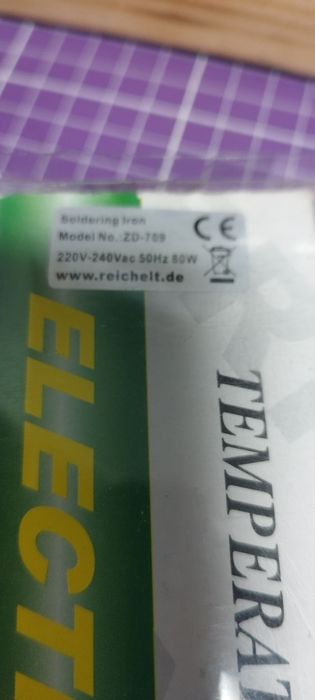 Soldering Iron
Model No.: ZD-709
220V-240Vac 50Hz 80W
www.reichelt.de
CE
ELECT
TEMPERAT